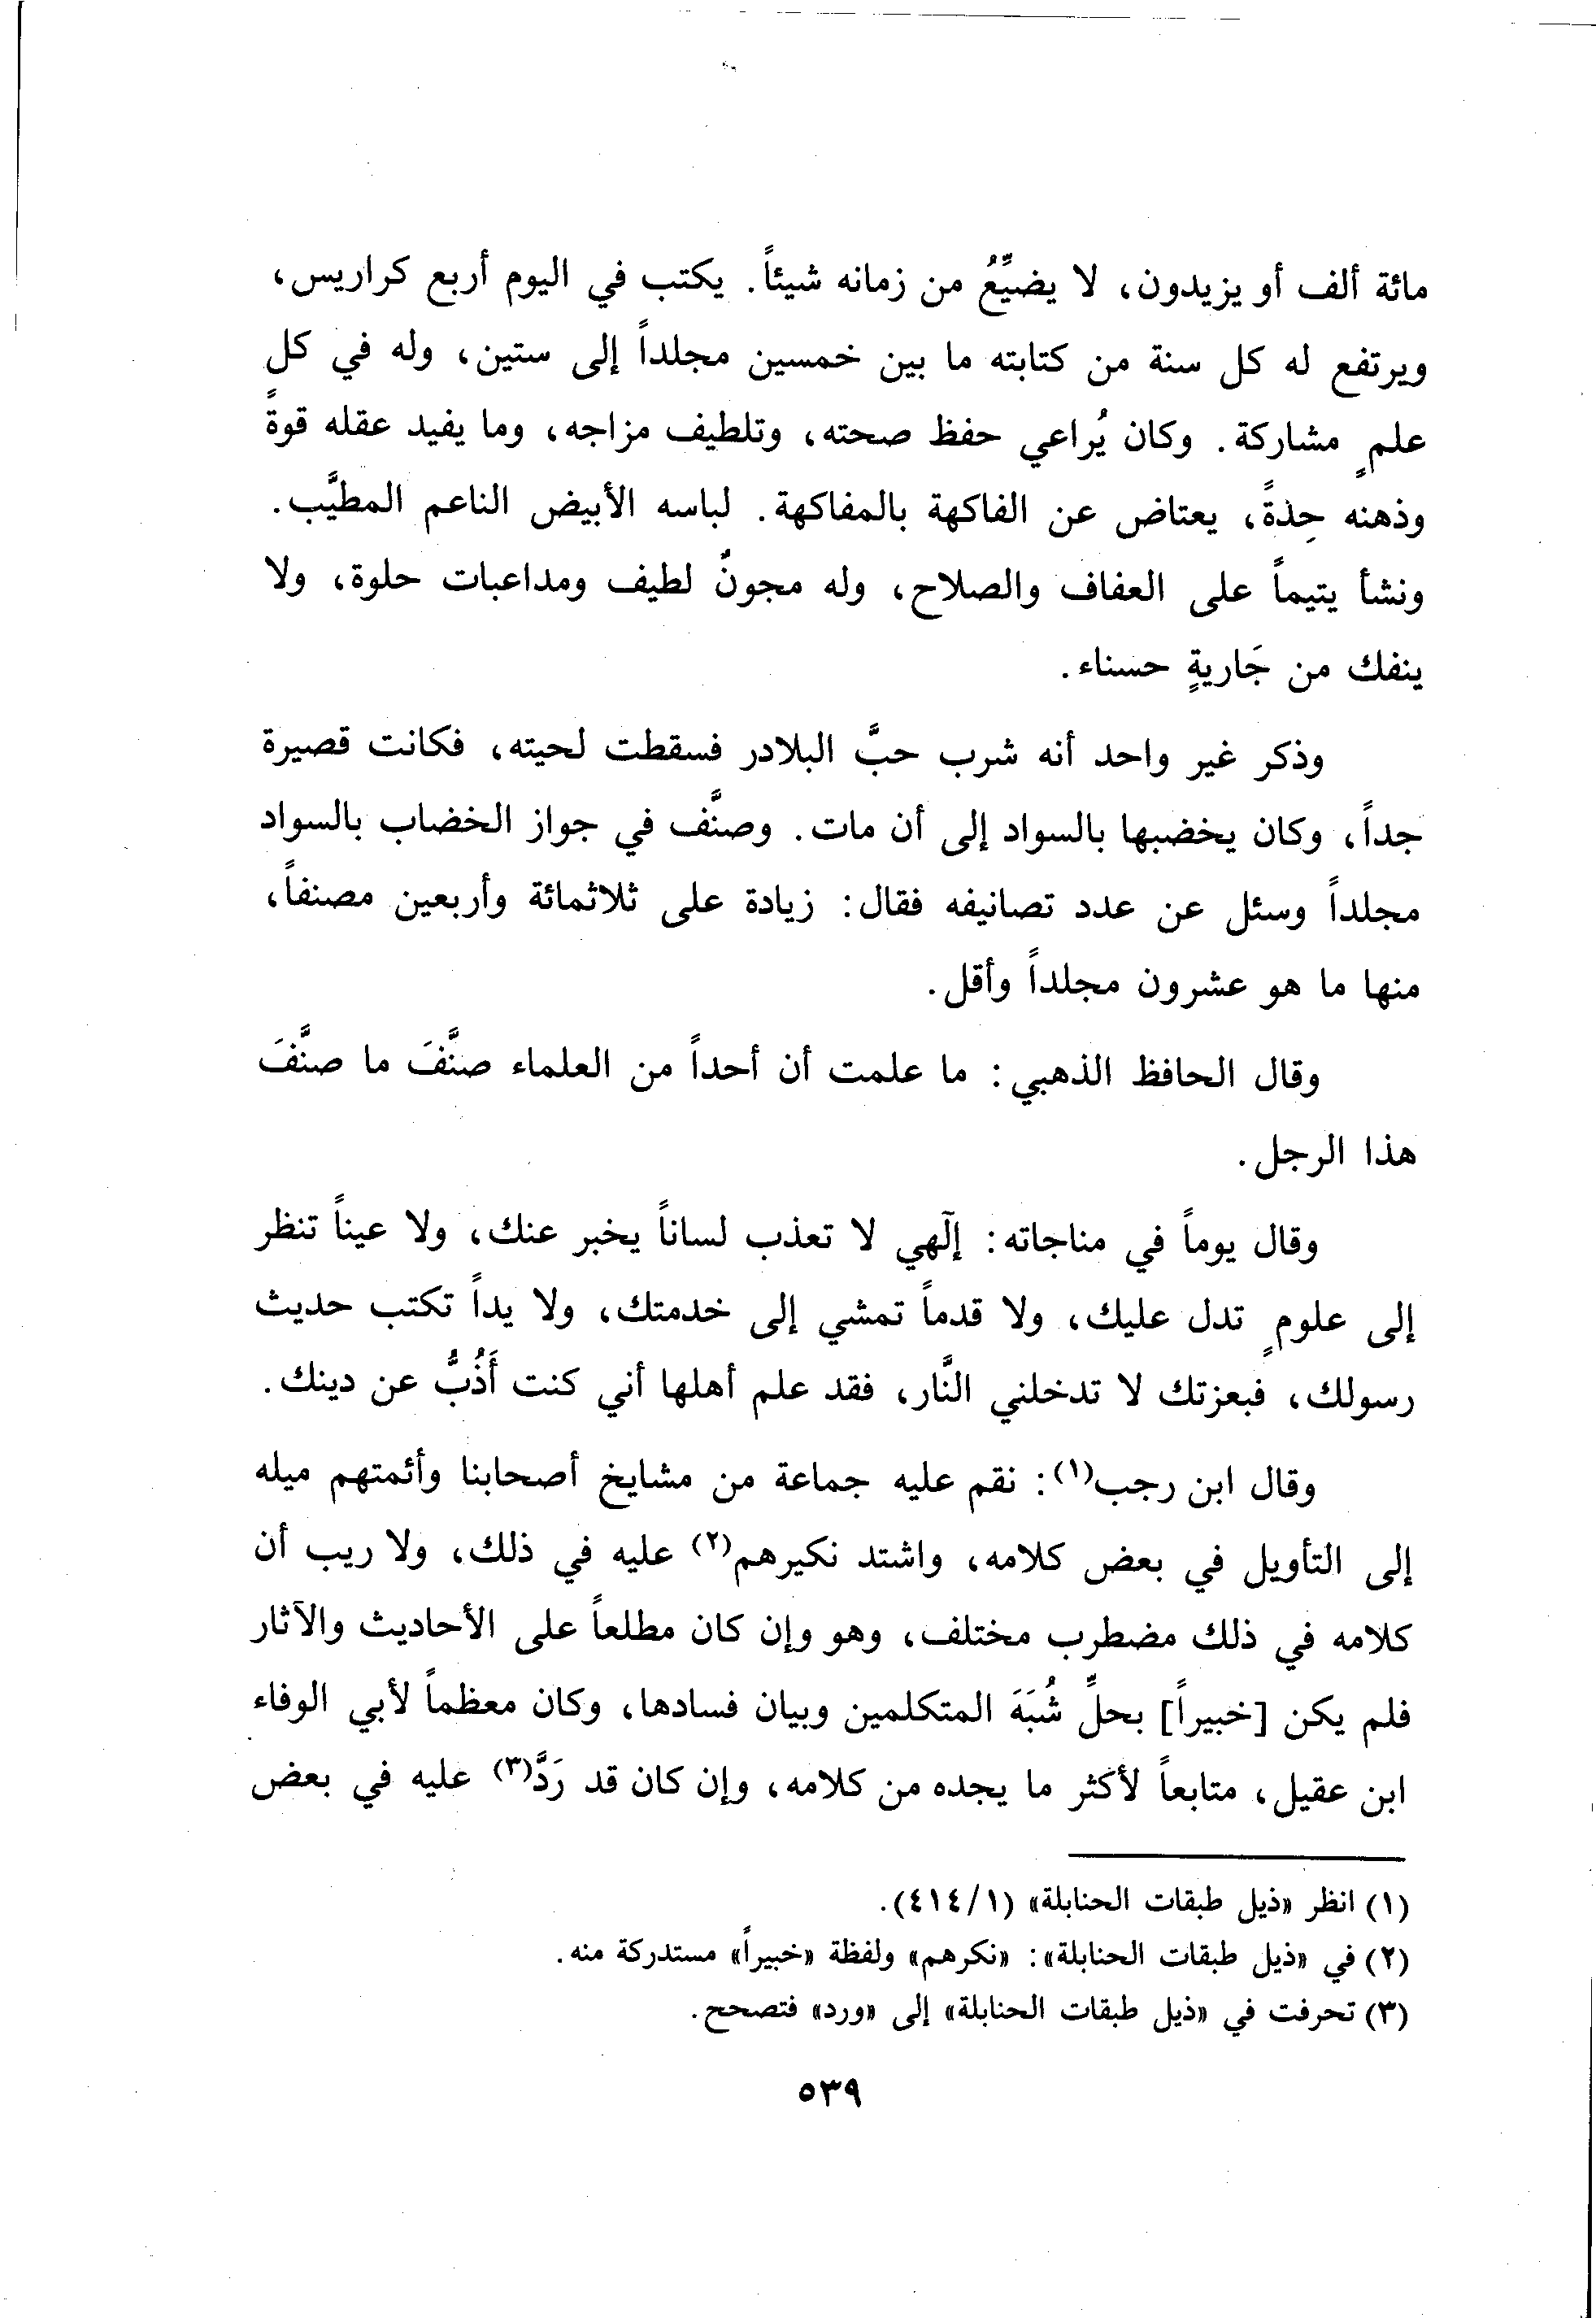 مائة ألف أو يزيدون، لا يضيِّعُ من زمانه شيئاً. يكتب في اليوم أربع كراريس،
ويرتفع له كل سنة من كتابته ما بين خمسين مجلداً إلى ستين، وله في كل
علمٍ مشاركة. وكان يُراعي حفظ صحته، وتلطيف مزاجه، وما يفيد عقله قوةً
وذهنه حِدةً، يعتاض عن الفاكهة بالمفاكهة. لباسه الأبيض الناعم المطيَّب.
ونشأ يتيماً على العفاف والصلاح، وله مجونٌ لطيف ومداعبات حلوة، ولا
ينفك من جَاريةٍ حسناء.
وذكر غير واحد أنه شرب حبَّ البلادر فسقطت لحيته، فكانت قصيرة
جداً، وكان يخضبها بالسواد إلى أن مات. وصنَّف في جواز الخضاب بالسواد
مجلداً وسئل عن عدد تصانيفه فقال: زيادة على ثلاثمائة وأربعين مصنفاً،
منها ما هو عشرون مجلداً وأقل.
وقال الحافظ الذهبي: ما علمت أن أحداً من العلماء صنَّفَ ما صنَّفَ
هذا الرجل.
وقال يوماً في مناجاته: إلٓهي لا تعذب لساناً يخبر عنك، ولا عيناً تنظر
إلى علومٍ تدل عليك، ولا قدماً تمشي إلى خدمتك، ولا يداً تكتب حديث
رسولك، فبعزتك لا تدخلني النَّار، فقد علم أهلها أني كنت أَذُبُّ عن دينك.
وقال ابن رجب(١): نقم عليه جماعة من مشايخ أصحابنا وأئمتهم ميله
إلى التأويل في بعض كلامه، واشتد نكيرهم(٢) عليه في ذلك، ولا ريب أن
كلامه في ذلك مضطرب مختلف، وهو وإن كان مطلعاً على الأحاديث والآثار
فلم يكن [خبيراً] بحلِّ شُبَهَ المتكلمين وبيان فسادها، وكان معظماً لأبي الوفاء
ابن عقيل، متابعاً لأكثر ما يجده من كلامه، وإن كان قد رَدَّ(٣) عليه في بعض
(١) انظر «ذيل طبقات الحنابلة» (٤١٤/١).
(٢) في «ذيل طبقات الحنابلة»: «نكرهم» ولفظة «خبيراً» مستدركة منه.
(٣) تحرفت في «ذيل طبقات الحنابلة» إلى «ورد» فتصحح.
٥٣٩